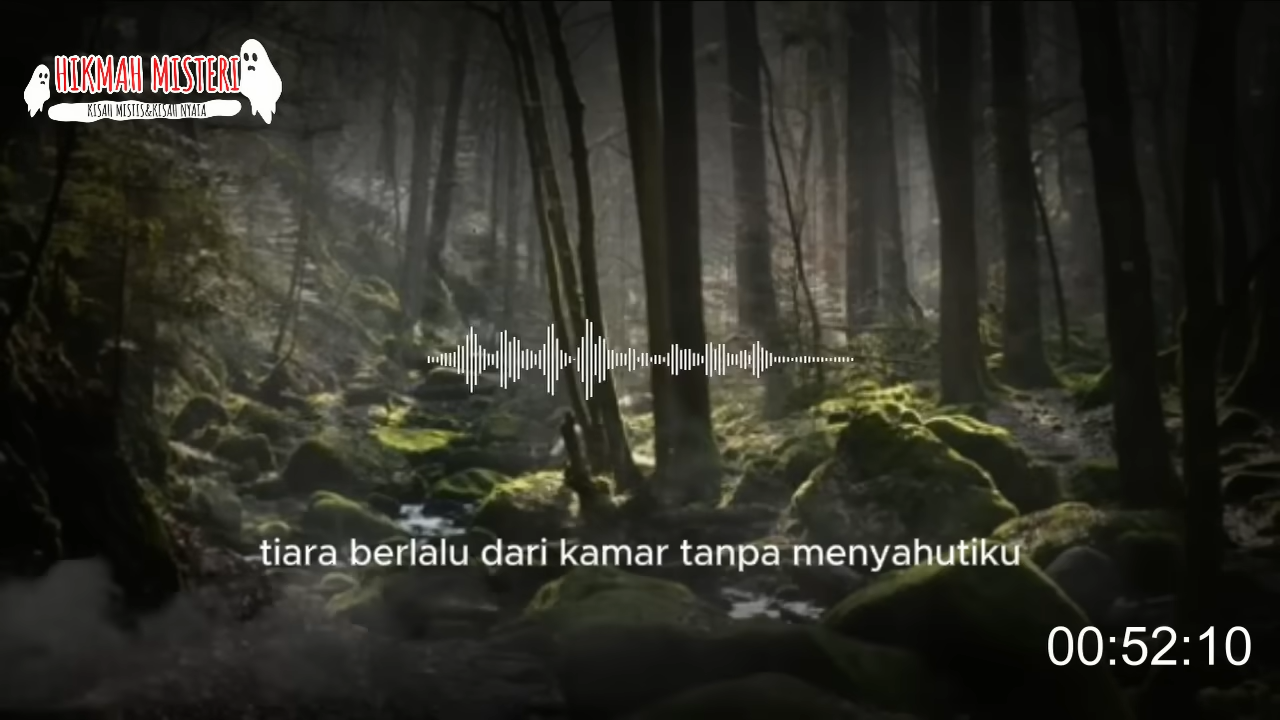 HIKMAH MISTERI
KISAH MISTIS&KISAH NYATA
tiara berlalu dari kamar tanpa menyahutiku
00:52:10